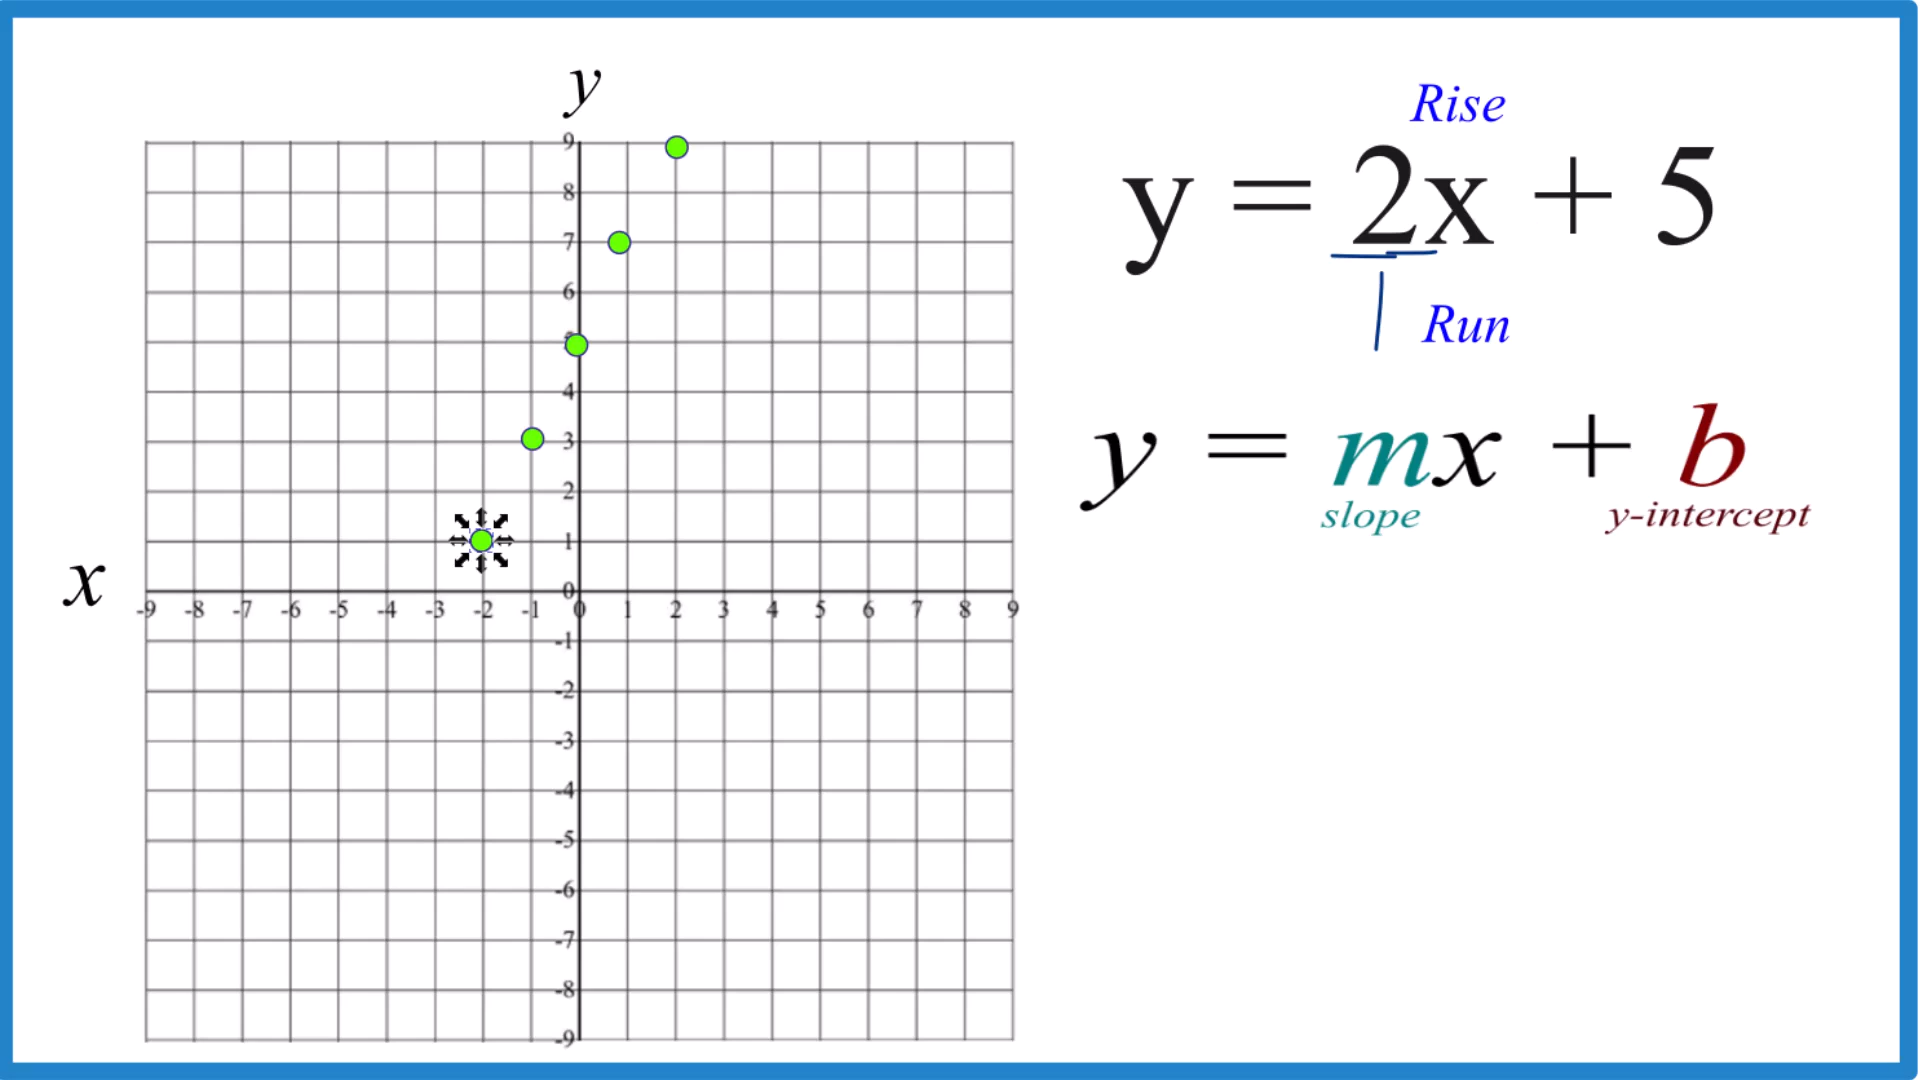 y
9
8
7
6
4
3
2
1
0
x
-9 -8 -7 -6 -5 -4 -3 -2 -1 0 1 2 3 4 5 6 7 8 9
-1
-2
-3
-4
-5
-6
-7
-8
-9
Rise
y = 2x + 5
1
Run
y = mx + b
slope y-intercept